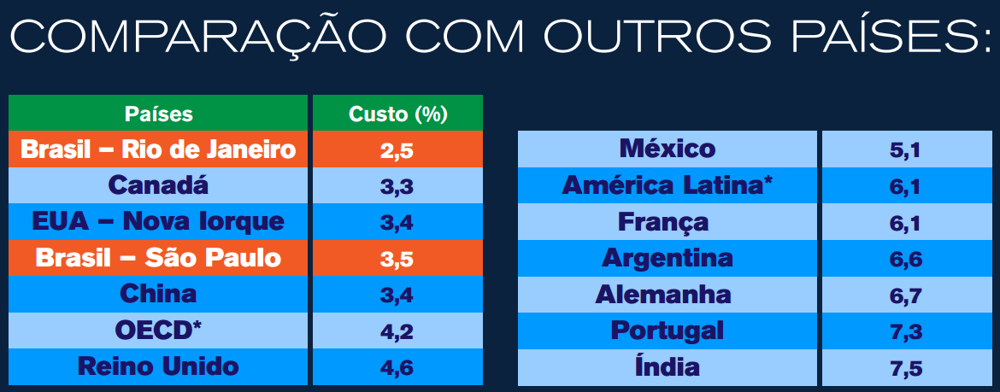 COMPARAÇÃO COM OUTROS PAÍSES:
Países Custo (%)
Brasil – Rio de Janeiro 2,5
Canadá 3,3
EUA – Nova Iorque 3,4
Brasil – São Paulo 3,5
China 3,4
OECD* 4,2
Reino Unido 4,6
México 5,1
América Latina* 6,1
França 6,1
Argentina 6,6
Alemanha 6,7
Portugal 7,3
Índia 7,5